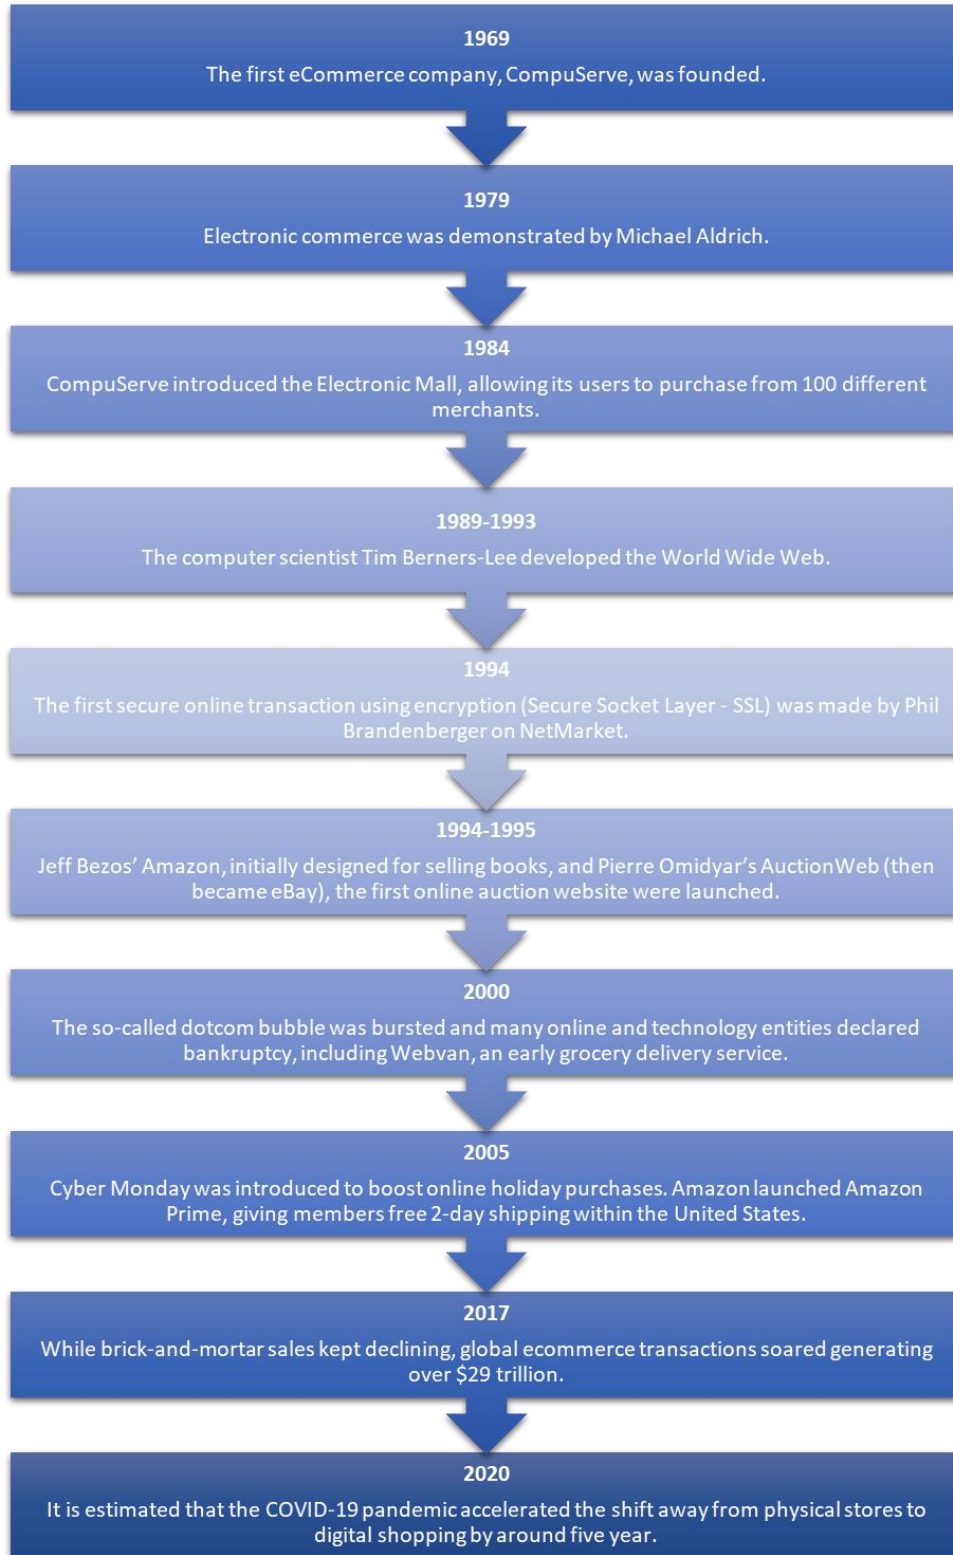 1969
The first eCommerce company, CompuServe, was founded.
1979
Electronic commerce was demonstrated by Michael Aldrich.
1984
CompuServe introduced the Electronic Mall, allowing its users to purchase from 100 different
merchants.
1989-1993
The computer scientist Tim Berners-Lee developed the World Wide Web.
1994
The first secure online transaction using encryption (Secure Socket Layer - SSL) was made by Phil
Brandenberger on NetMarket.
1994-1995
Jeff Bezos’ Amazon, initially designed for selling books, and Pierre Omidyar’s AuctionWeb (then
became eBay), the first online auction website were launched.
2000
The so-called dotcom bubble was bursted and many online and technology entities declared
bankruptcy, including Webvan, an early grocery delivery service.
2005
Cyber Monday was introduced to boost online holiday purchases. Amazon launched Amazon
Prime, giving members free 2-day shipping within the United States.
2017
While brick-and-mortar sales kept declining, global ecommerce transactions soared generating
over $29 trillion.
2020
It is estimated that the COVID-19 pandemic accelerated the shift away from physical stores to
digital shopping by around five year.